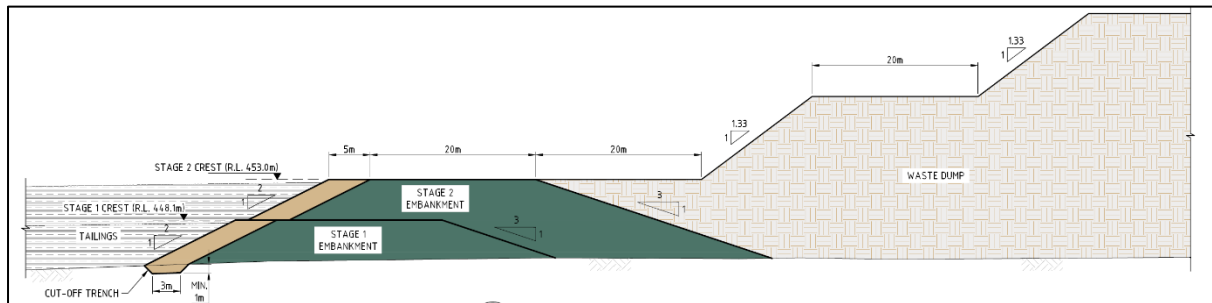 1.33
1
20m
1.33
1
5m
20m
20m
STAGE 2 CREST (R.L. 453.0m)
2
1
STAGE 2
EMBANKMENT
3
1
WASTE DUMP
STAGE 1 CREST (R.L. 448.1m)
2
1
TAILINGS
STAGE 1
EMBANKMENT
3
1
CUT-OFF TRENCH
3m
MIN.
1m